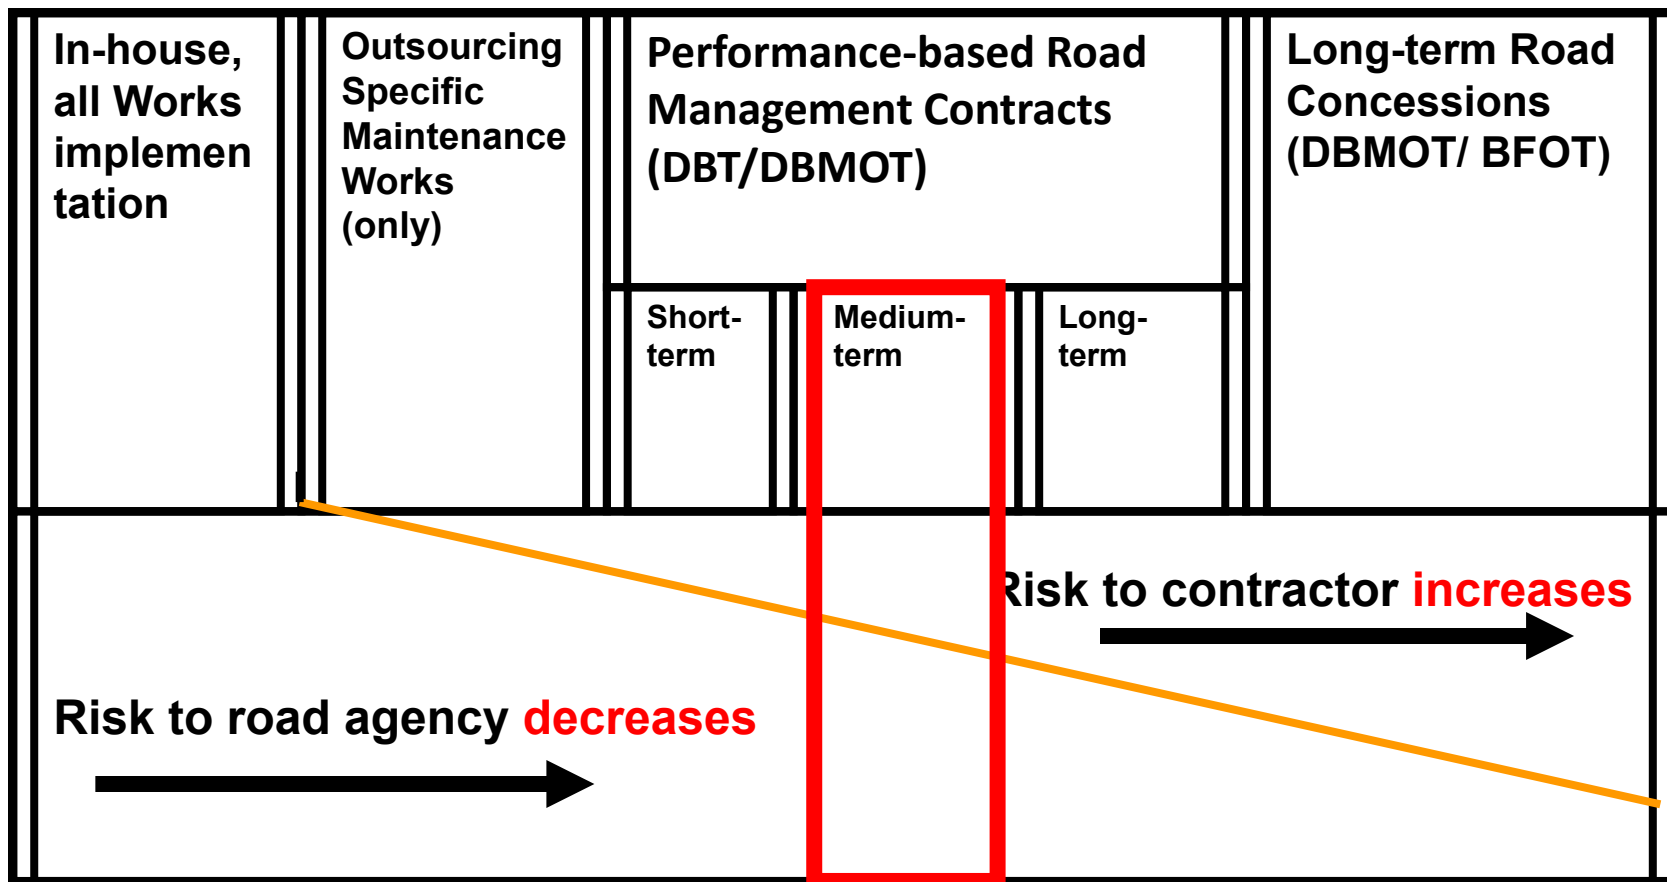 In-house,
all Works
implemen
tation
Outsourcing
Specific
Maintenance
Works
(only)
Performance-based Road
Management Contracts
(DBT/DBMOT)
Long-term Road
Concessions
(DBMOT/ BFOT)
Short-
term
Medium-
term
Long-
term
Risk to contractor increases
Risk to road agency decreases